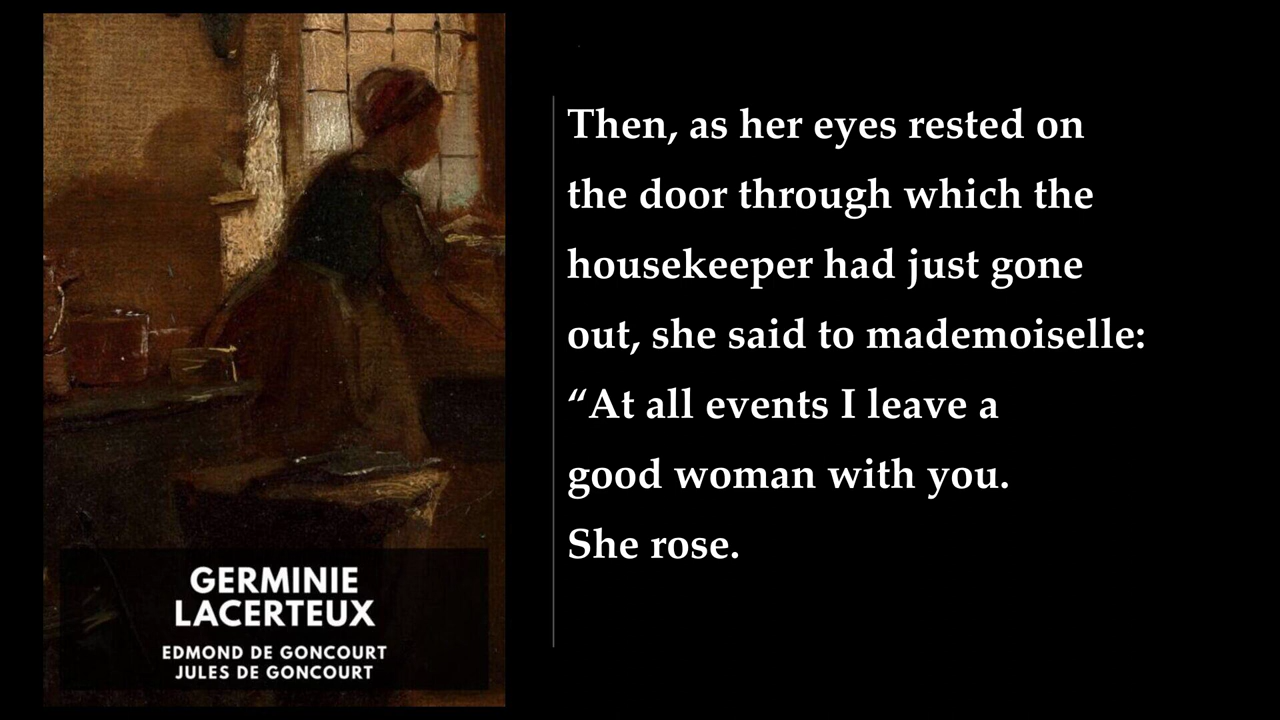 GERMINIE
LACERTEUX
EDMOND DE GONCOURT
JULES DE GONCOURT
Then, as her eyes rested on
the door through which the
housekeeper had just gone
out, she said to mademoiselle:
“At all events I leave a
good woman with you.
She rose.